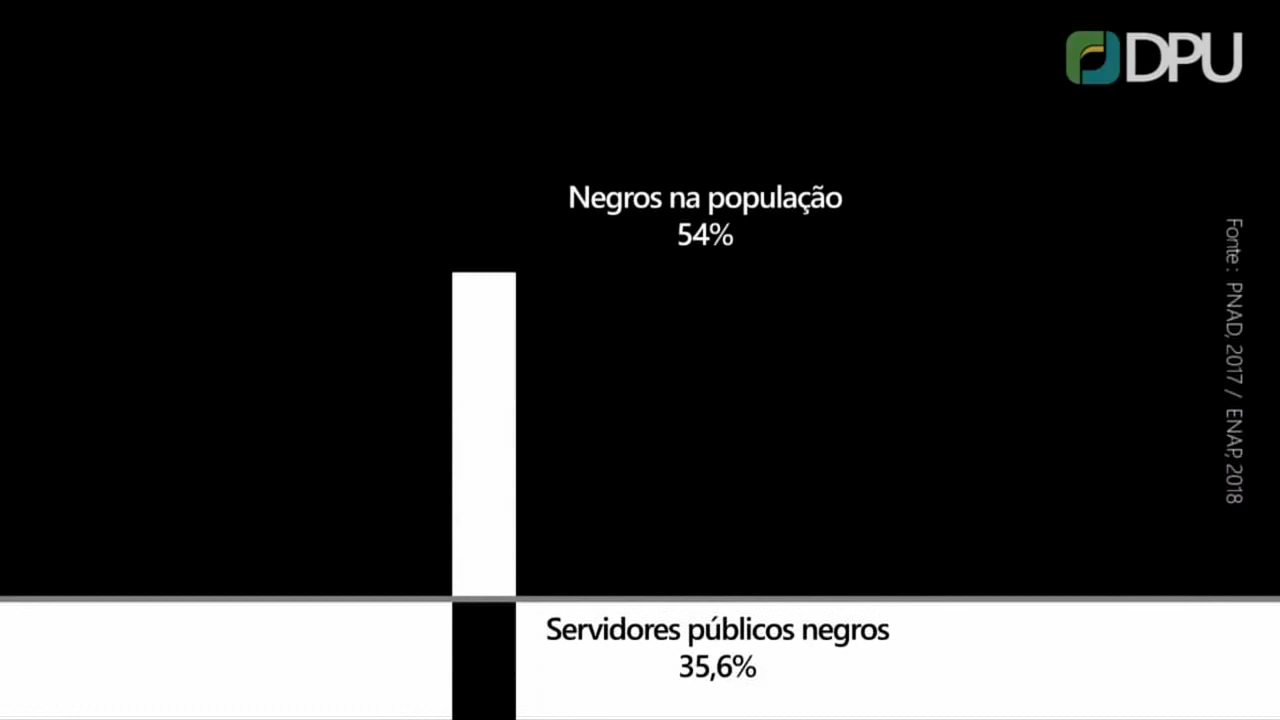 DPU
Negros na população
54%
Fonte: PNAD, 2017 / ENAP, 2018
Servidores públicos negros
35,6%